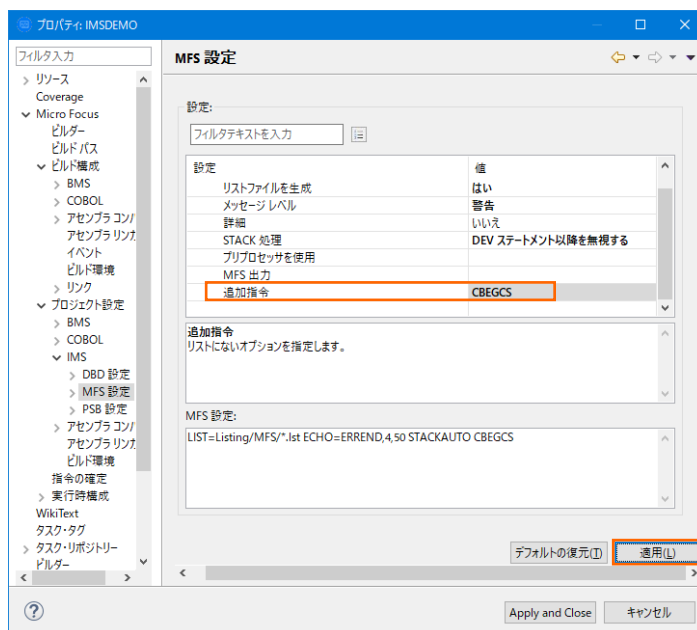 プロパティ: IMSDEMO
フィルタ入力
リソース
Coverage
Micro Focus
ビルダー
ビルド パス
ビルド構成
BMS
COBOL
アセンブラ コンパ
アセンブラ リンカ
イベント
ビルド環境
リンク
プロジェクト設定
BMS
COBOL
IMS
DBD 設定
MFS 設定
PSB 設定
アセンブラ コンパ
アセンブラ リンカ
ビルド環境
指令の確定
実行時構成
WikiText
タスク・タグ
タスク・リポジトリー
ビルダー
MFS 設定
設定:
フィルタテキストを入力
設定 値
リストファイルを生成 はい
メッセージ レベル 警告
詳細 いいえ
STACK 処理 DEV ステートメント以降を無視する
プリプロセッサを使用
MFS 出力
追加指令 CBEGCS
追加指令
リストにないオプションを指定します。
MFS 設定:
LIST=Listing/MFS/*.lst ECHO=ERREND,4,50 STACKAUTO CBEGCS
デフォルトの復元(T) 適用(L)
Apply and Close キャンセル